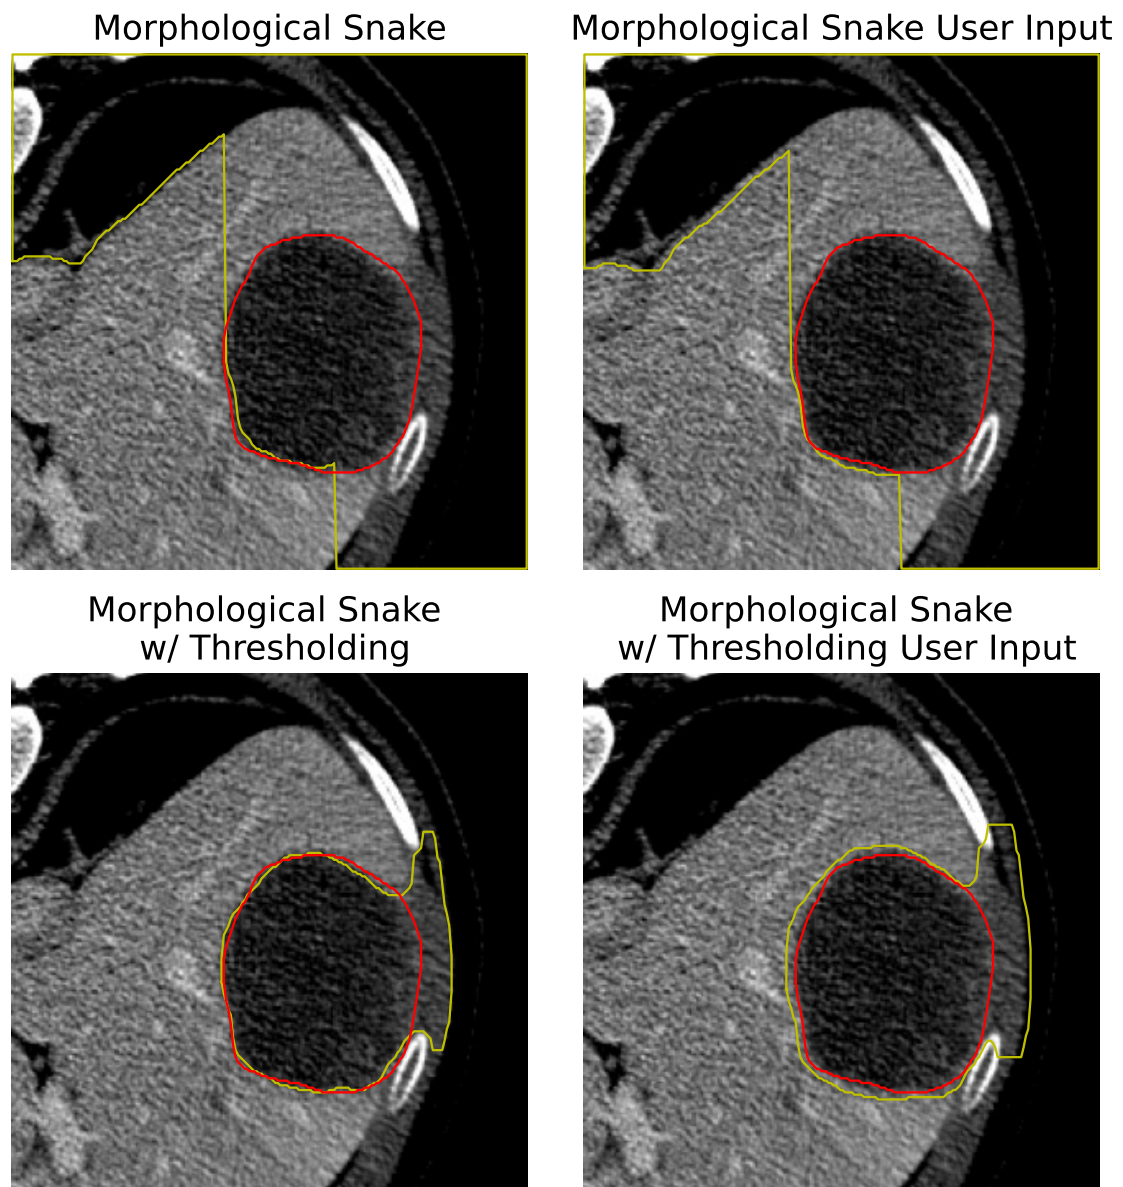 Morphological Snake
Morphological Snake User Input
Morphological Snake
w/ Thresholding
Morphological Snake
w/ Thresholding User Input